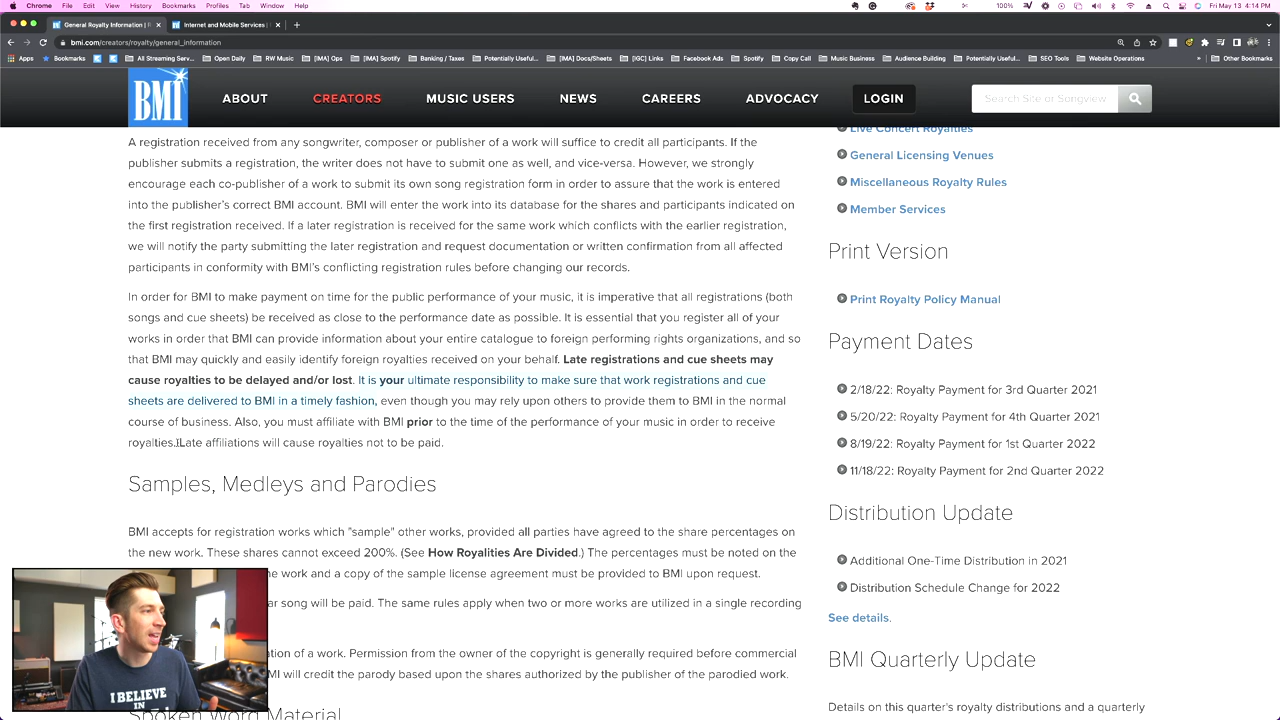 Chrome File Edit View History Bookmarks Profiles Tab Window Help
100% Fri May 13 4:14 PM
General Royalty Information | Internet and Mobile Services |
bmi.com/creators/royalty/general_information
Apps Bookmarks All Streaming Serv... Open Daily RW Music [IMA] Ops [IMA] Spotify Banking / Taxes Potentially Useful... [IMA] Docs/Sheets [IGC] Links Facebook Ads Spotify Copy Call Music Business Audience Building Potentially Useful... SEO Tools Website Operations » Other Bookmarks
BMI ABOUT CREATORS MUSIC USERS NEWS CAREERS ADVOCACY LOGIN Search Site or Songview
A registration received from any songwriter, composer or publisher of a work will suffice to credit all participants. If the
publisher submits a registration, the writer does not have to submit one as well, and vice-versa. However, we strongly
encourage each co-publisher of a work to submit its own song registration form in order to assure that the work is entered
into the publisher's correct BMI account. BMI will enter the work into its database for the shares and participants indicated on
the first registration received. If a later registration is received for the same work which conflicts with the earlier registration,
we will notify the party submitting the later registration and request documentation or written confirmation from all affected
participants in conformity with BMI's conflicting registration rules before changing our records.
In order for BMI to make payment on time for the public performance of your music, it is imperative that all registrations (both
songs and cue sheets) be received as close to the performance date as possible. It is essential that you register all of your
works in order that BMI can provide information about your entire catalogue to foreign performing rights organizations, and so
that BMI may quickly and easily identify foreign royalties received on your behalf. Late registrations and cue sheets may
cause royalties to be delayed and/or lost. It is your ultimate responsibility to make sure that work registrations and cue
sheets are delivered to BMI in a timely fashion, even though you may rely upon others to provide them to BMI in the normal
course of business. Also, you must affiliate with BMI prior to the time of the performance of your music in order to receive
royalties. Late affiliations will cause royalties not to be paid.
Samples, Medleys and Parodies
BMI accepts for registration works which "sample" other works, provided all parties have agreed to the share percentages on
the new work. These shares cannot exceed 200%. (See How Royalities Are Divided.) The percentages must be noted on the
he work and a copy of the sample license agreement must be provided to BMI upon request.
ar song will be paid. The same rules apply when two or more works are utilized in a single recording
tion of a work. Permission from the owner of the copyright is generally required before commercial
MI will credit the parody based upon the shares authorized by the publisher of the parodied work.
Spoken Word Material
Live Concert Royalties
General Licensing Venues
Miscellaneous Royalty Rules
Member Services
Print Version
Print Royalty Policy Manual
Payment Dates
2/18/22: Royalty Payment for 3rd Quarter 2021
5/20/22: Royalty Payment for 4th Quarter 2021
8/19/22: Royalty Payment for 1st Quarter 2022
11/18/22: Royalty Payment for 2nd Quarter 2022
Distribution Update
Additional One-Time Distribution in 2021
Distribution Schedule Change for 2022
See details.
BMI Quarterly Update
Details on this quarter's royalty distributions and a quarterly
I BELIEVE
IN